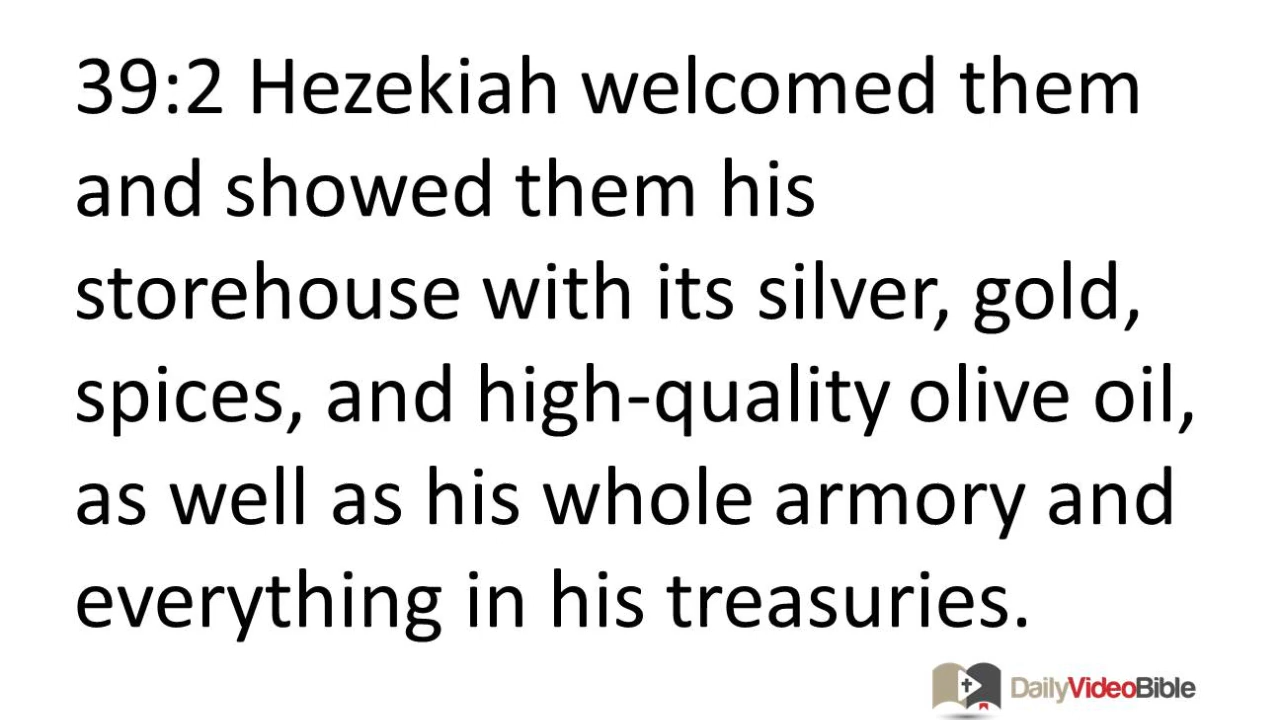 39:2 Hezekiah welcomed them
and showed them his
storehouse with its silver, gold,
spices, and high-quality olive oil,
as well as his whole armory and
everything in his treasuries.
DailyVideoBible